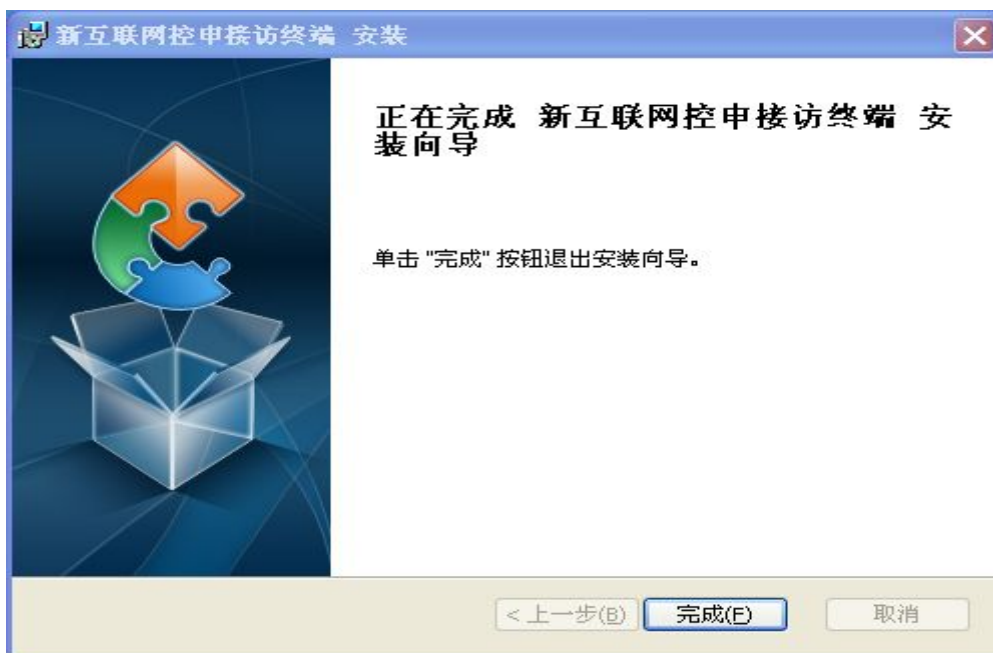 新互联网控申接访终端 安装
正在完成 新互联网控申接访终端 安
装向导
单击 "完成" 按钮退出安装向导。
< 上一步(B) 完成(F) 取消